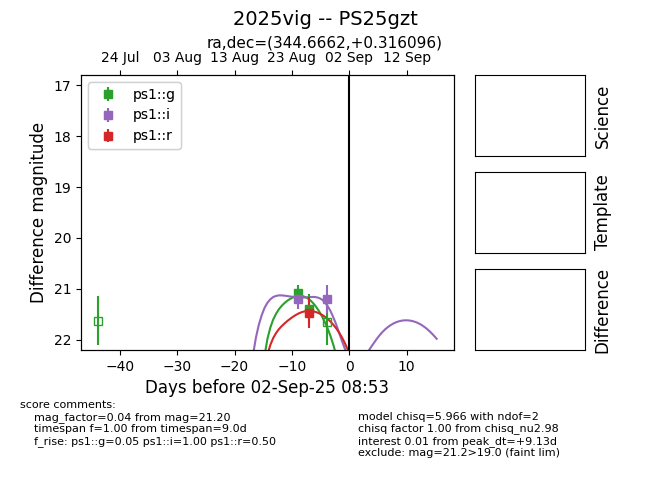 2025vig -- PS25gzt
ra,dec=(344.6662,+0.316096)
24 Jul 03 Aug 13 Aug 23 Aug 02 Sep 12 Sep
17
18
19
20
21
22
Difference magnitude
ps1::g
ps1::i
ps1::r
−40 −30 −20 −10 0 10
Days before 02-Sep-25 08:53
Science
Template
Difference
score comments:
mag_factor=0.04 from mag=21.20
timespan f=1.00 from timespan=9.0d
f_rise: ps1::g=0.05 ps1::i=1.00 ps1::r=0.50
model chisq=5.966 with ndof=2
chisq factor 1.00 from chisq_nu2.98
interest 0.01 from peak_dt=+9.13d
exclude: mag=21.2>19.0 (faint lim)